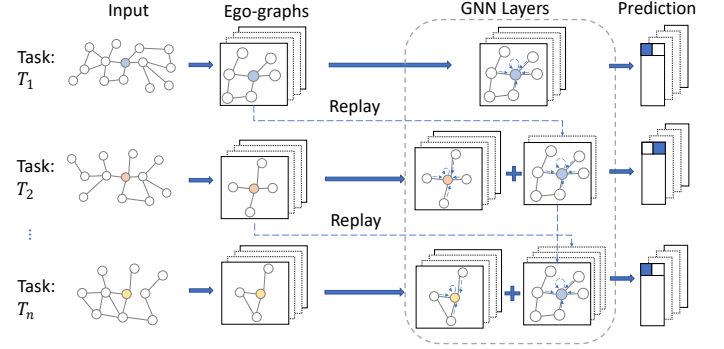 Input Ego-graphs GNN Layers Prediction
Task:
T1
Replay
Task:
T2
Replay
...
Task:
Tn